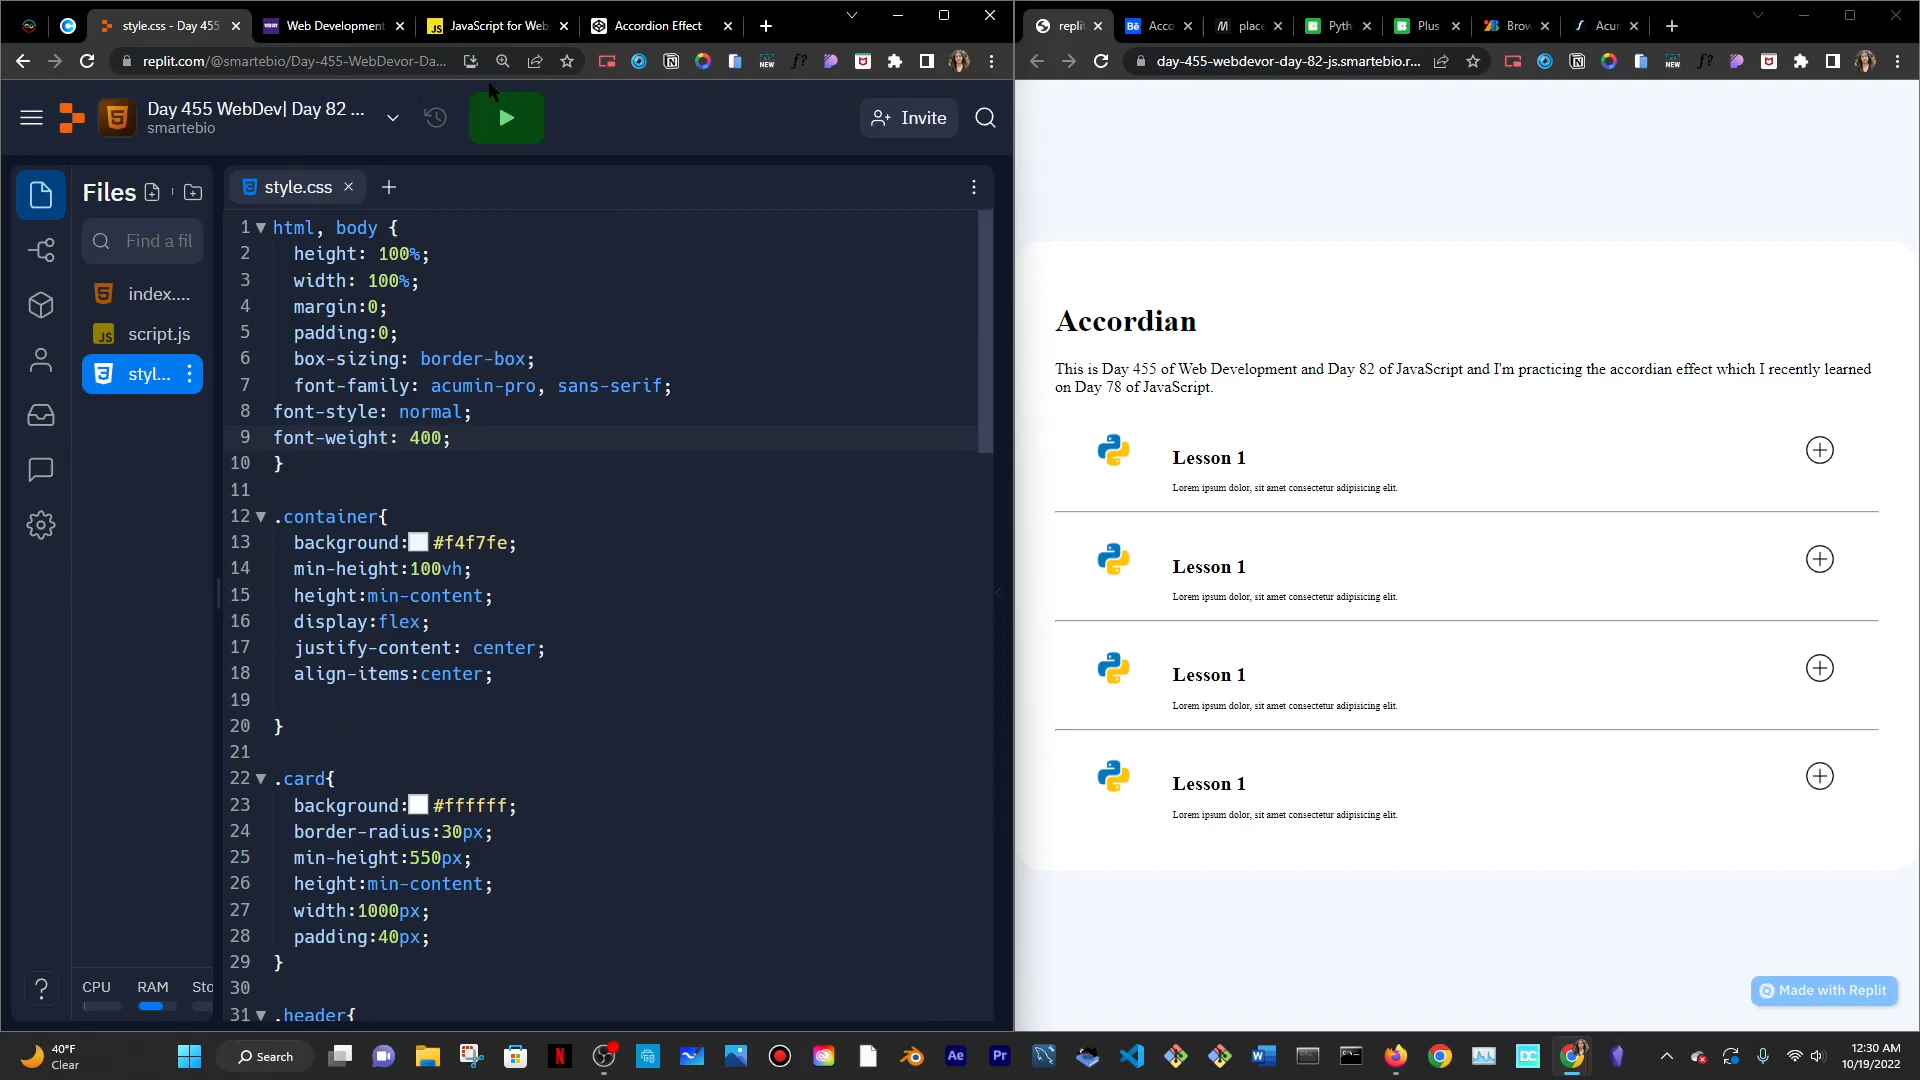 style.css - Day 455
Web Development
JavaScript for Web
Accordion Effect
replit.com/@smartebio/Day-455-WebDevor-Da...
replit
Acco
place
Pyth
Plus
Brow
Acur
day-455-webdevor-day-82-js.smartebio.r...
Day 455 WebDev| Day 82 ...
smartebio
Invite
Files
Find a fil
index....
script.js
styl...
CPU
RAM
Sto
style.css
1 html, body {
2 height: 100%;
3 width: 100%;
4 margin:0;
5 padding:0;
6 box-sizing: border-box;
7 font-family: acumin-pro, sans-serif;
8 font-style: normal;
9 font-weight: 400;
10 }
11
12 .container{
13 background: #f4f7fe;
14 min-height:100vh;
15 height:min-content;
16 display:flex;
17 justify-content: center;
18 align-items:center;
19
20 }
21
22 .card{
23 background: #ffffff;
24 border-radius:30px;
25 min-height:550px;
26 height:min-content;
27 width:1000px;
28 padding:40px;
29 }
30
31 .header{
Accordian
This is Day 455 of Web Development and Day 82 of JavaScript and I'm practicing the accordian effect which I recently learned
on Day 78 of JavaScript.
Lesson 1
Lorem ipsum dolor, sit amet consectetur adipisicing elit.
Lesson 1
Lorem ipsum dolor, sit amet consectetur adipisicing elit.
Lesson 1
Lorem ipsum dolor, sit amet consectetur adipisicing elit.
Lesson 1
Lorem ipsum dolor, sit amet consectetur adipisicing elit.
Made with Replit
40°F
Clear
Search
12:30 AM
10/19/2022